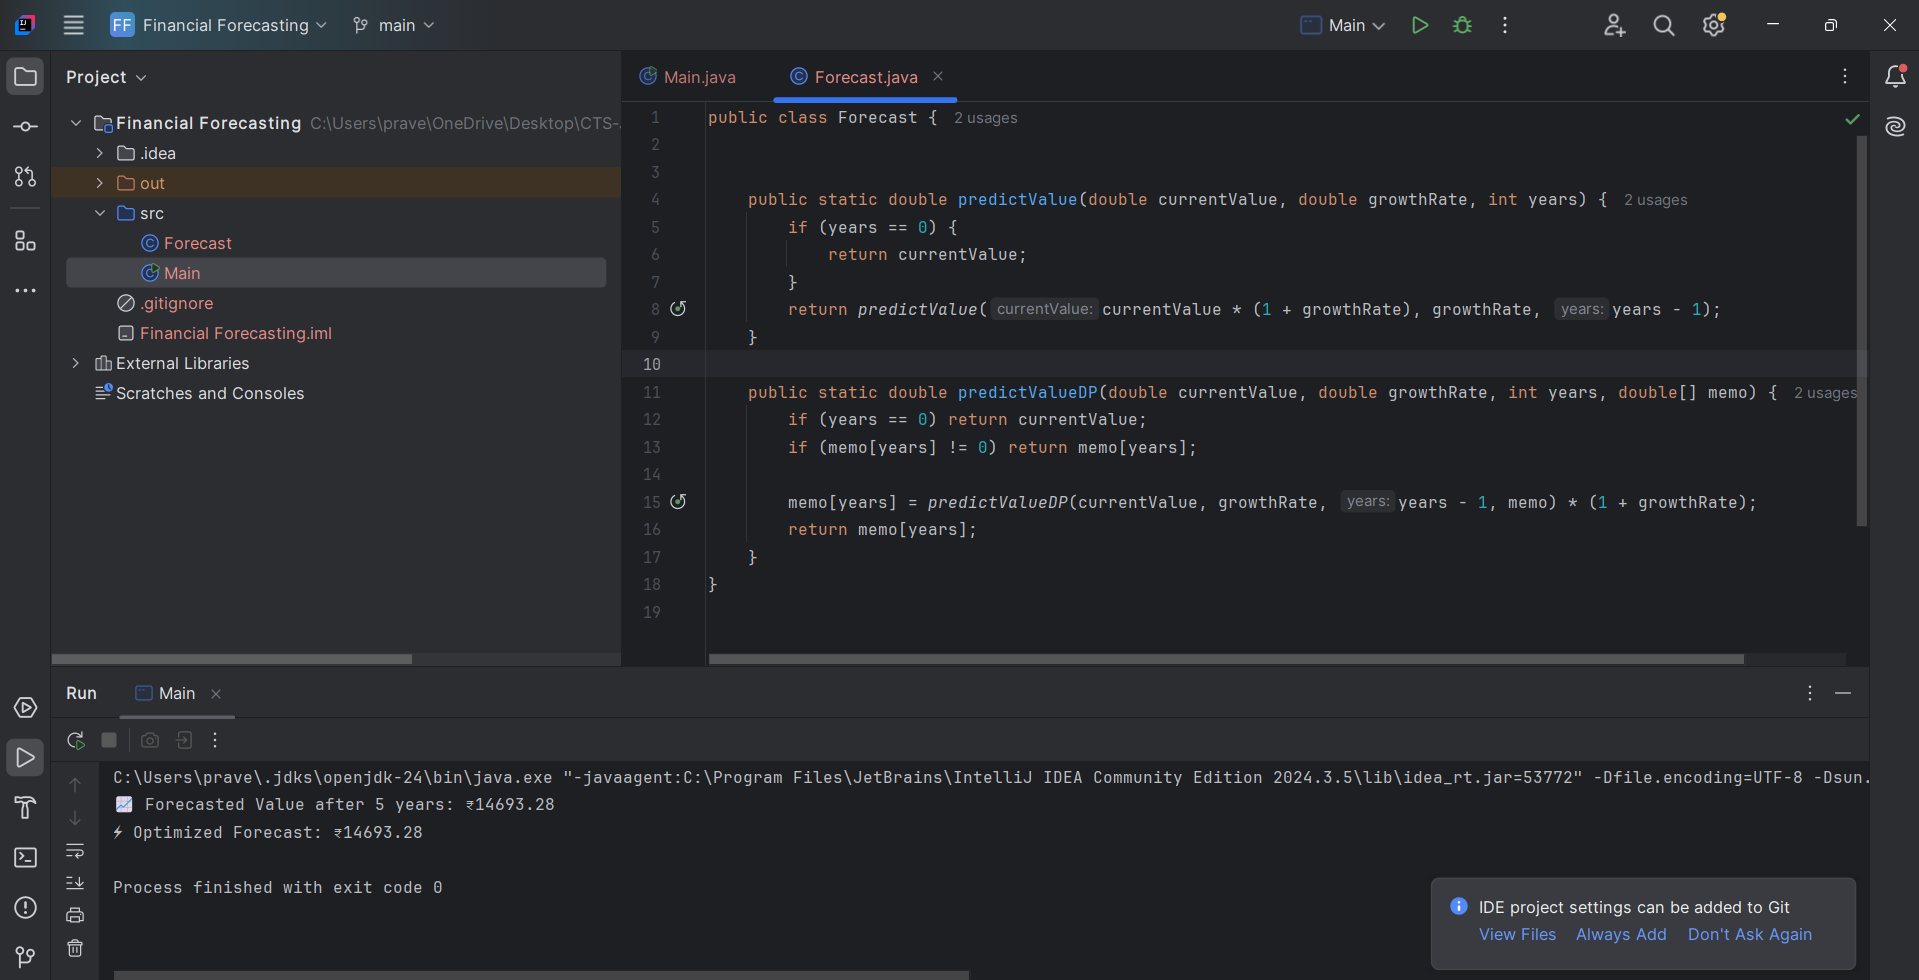 FF Financial Forecasting main Main
Project
Financial Forecasting C:\Users\prave\OneDrive\Desktop\CTS-
.idea
out
src
Forecast
Main
.gitignore
Financial Forecasting.iml
External Libraries
Scratches and Consoles
Main.java Forecast.java
1 public class Forecast { 2 usages
2
3
4 public static double predictValue(double currentValue, double growthRate, int years) { 2 usages
5 if (years == 0) {
6 return currentValue;
7 }
8 return predictValue( currentValue: currentValue * (1 + growthRate), growthRate, years: years - 1);
9 }
10
11 public static double predictValueDP(double currentValue, double growthRate, int years, double[] memo) { 2 usages
12 if (years == 0) return currentValue;
13 if (memo[years] != 0) return memo[years];
14
15 memo[years] = predictValueDP(currentValue, growthRate, years: years - 1, memo) * (1 + growthRate);
16 return memo[years];
17 }
18 }
19
Run Main
C:\Users\prave\.jdks\openjdk-24\bin\java.exe "-javaagent:C:\Program Files\JetBrains\IntelliJ IDEA Community Edition 2024.3.5\lib\idea_rt.jar=53772" -Dfile.encoding=UTF-8 -Dsun.
📈 Forecasted Value after 5 years: ₹14693.28
⚡ Optimized Forecast: ₹14693.28
Process finished with exit code 0
IDE project settings can be added to Git
View Files Always Add Don't Ask Again